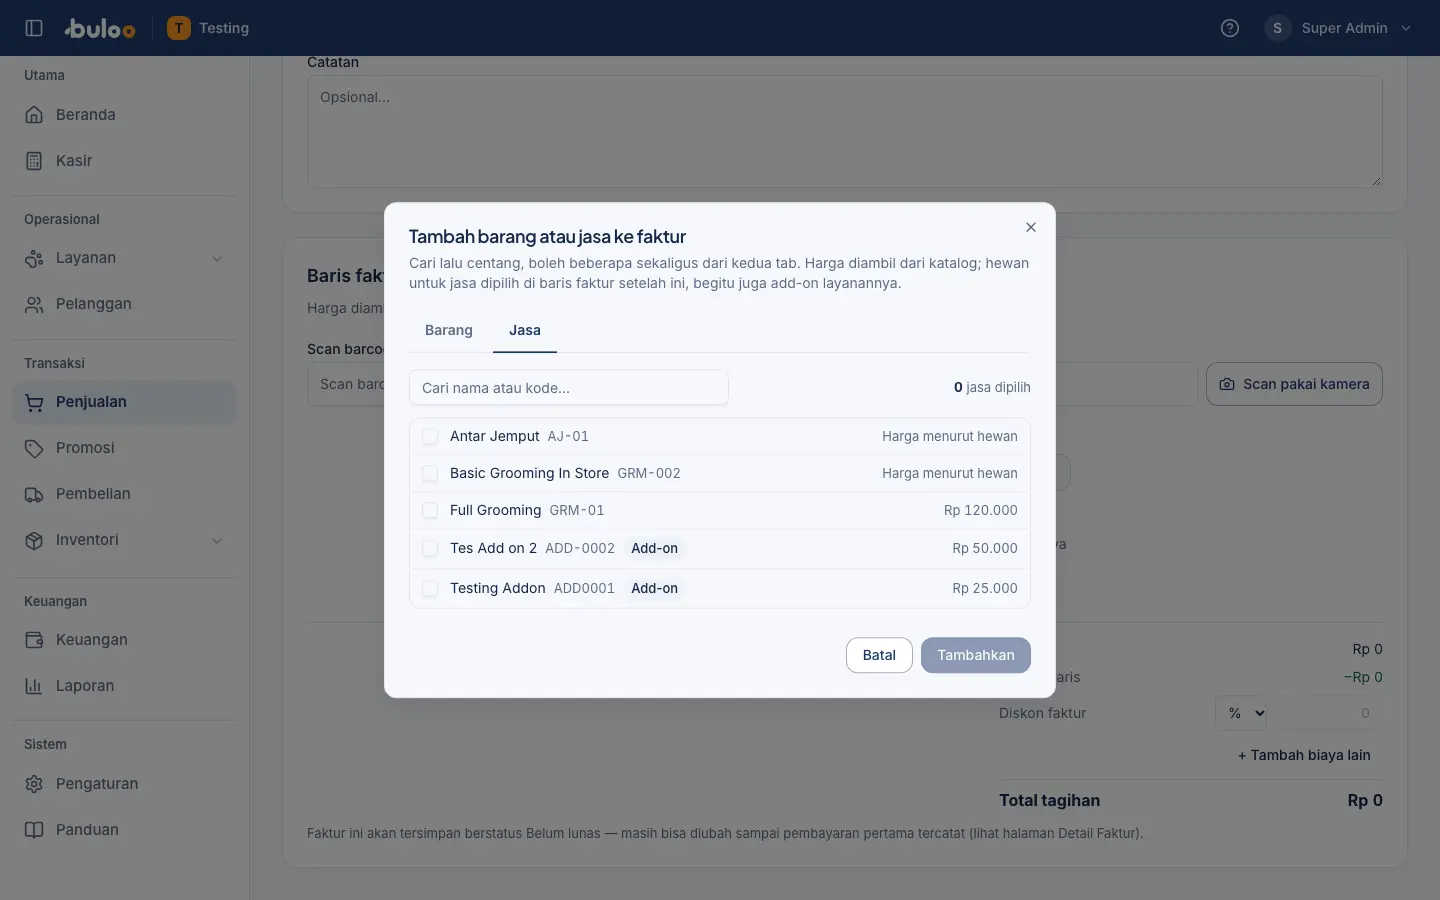 buloo
T Testing
S Super Admin
Utama
Beranda
Kasir
Operasional
Layanan
Pelanggan
Transaksi
Penjualan
Promosi
Pembelian
Inventori
Keuangan
Keuangan
Laporan
Sistem
Pengaturan
Panduan
Catatan
Opsional...
Baris
Harga
Scan
Scan
Scan pakai kamera
Tambah barang atau jasa ke faktur
Cari lalu centang, boleh beberapa sekaligus dari kedua tab. Harga diambil dari katalog; hewan
untuk jasa dipilih di baris faktur setelah ini, begitu juga add-on layanannya.
Barang Jasa
Cari nama atau kode...
0 jasa dipilih
Antar Jemput AJ-01 Harga menurut hewan
Basic Grooming In Store GRM-002 Harga menurut hewan
Full Grooming GRM-01 Rp 120.000
Tes Add on 2 ADD-0002 Add-on Rp 50.000
Testing Addon ADD0001 Add-on Rp 25.000
Batal Tambahkan
Rp 0
−Rp 0
Diskon faktur % 0
+ Tambah biaya lain
Total tagihan Rp 0
Faktur ini akan tersimpan berstatus Belum lunas — masih bisa diubah sampai pembayaran pertama tercatat (lihat halaman Detail Faktur).